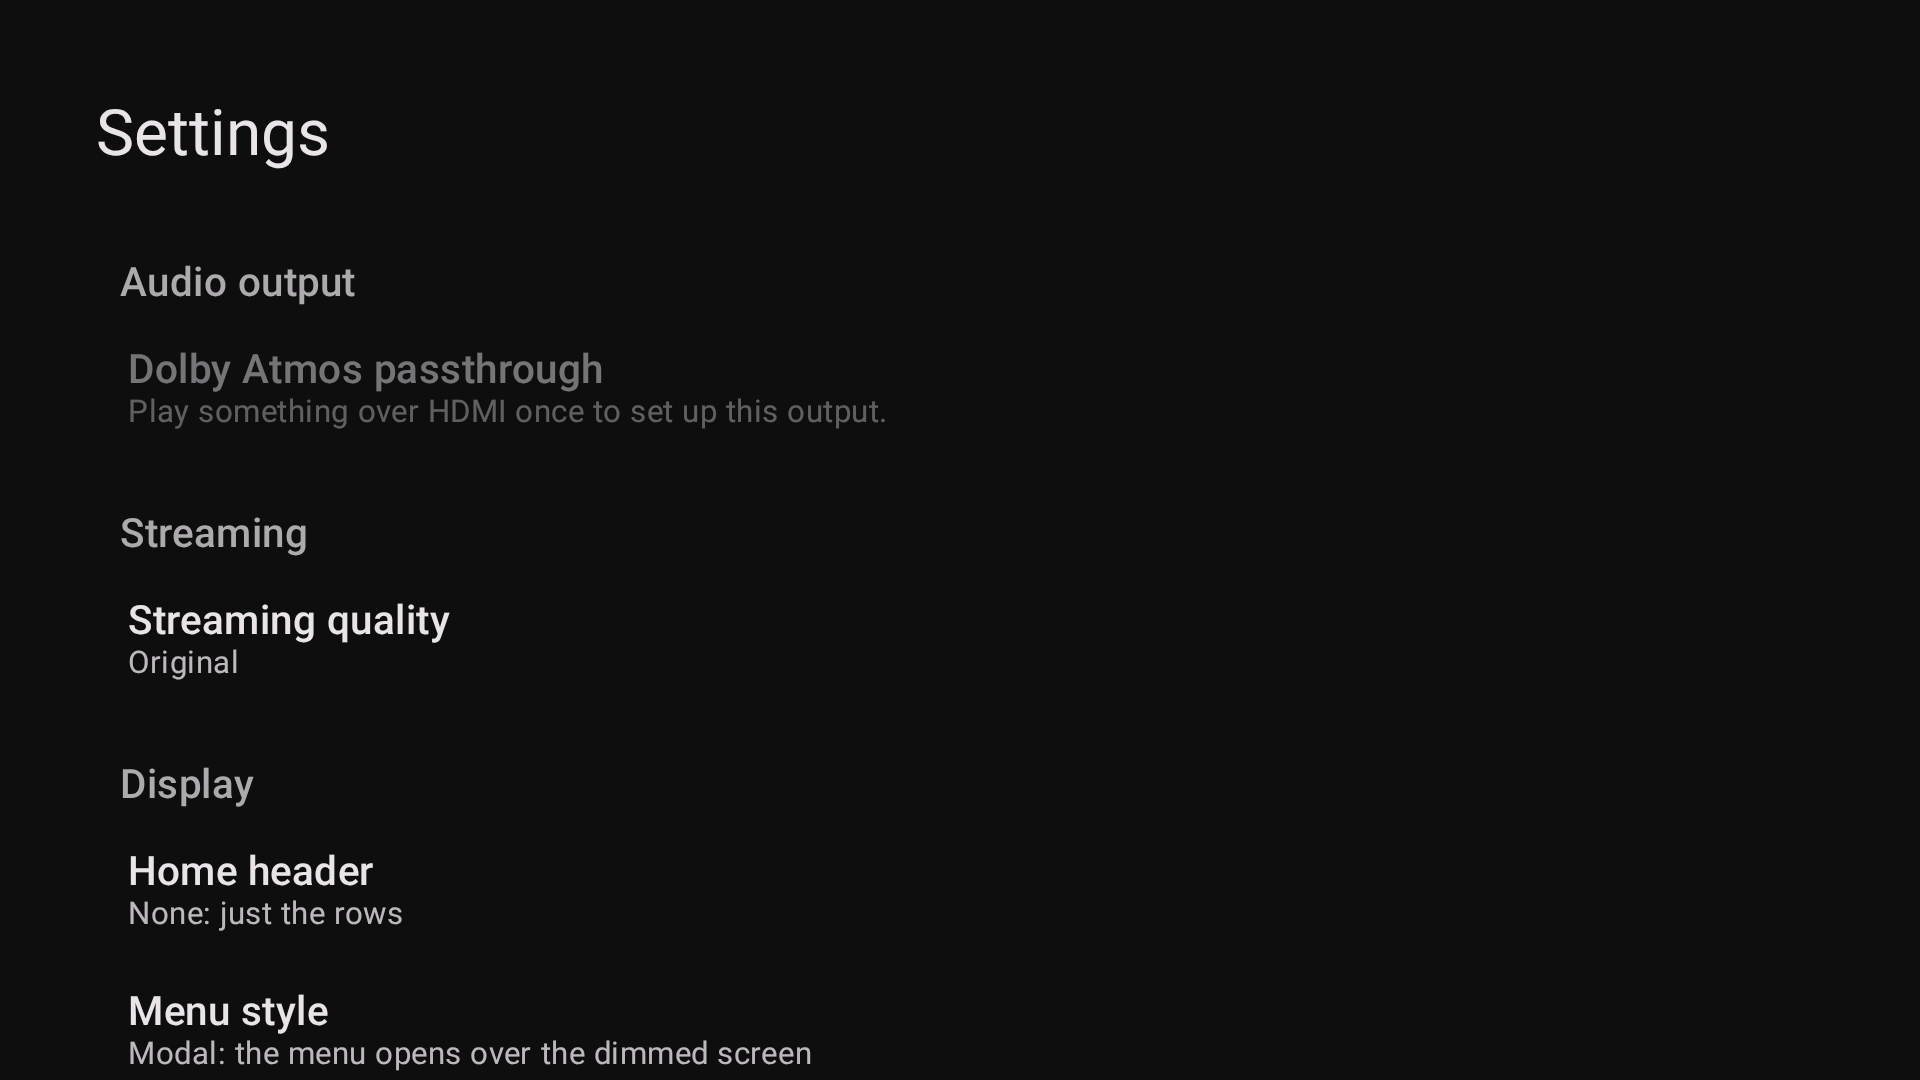 Settings
Audio output
Dolby Atmos passthrough
Play something over HDMI once to set up this output.
Streaming
Streaming quality
Original
Display
Home header
None: just the rows
Menu style
Modal: the menu opens over the dimmed screen